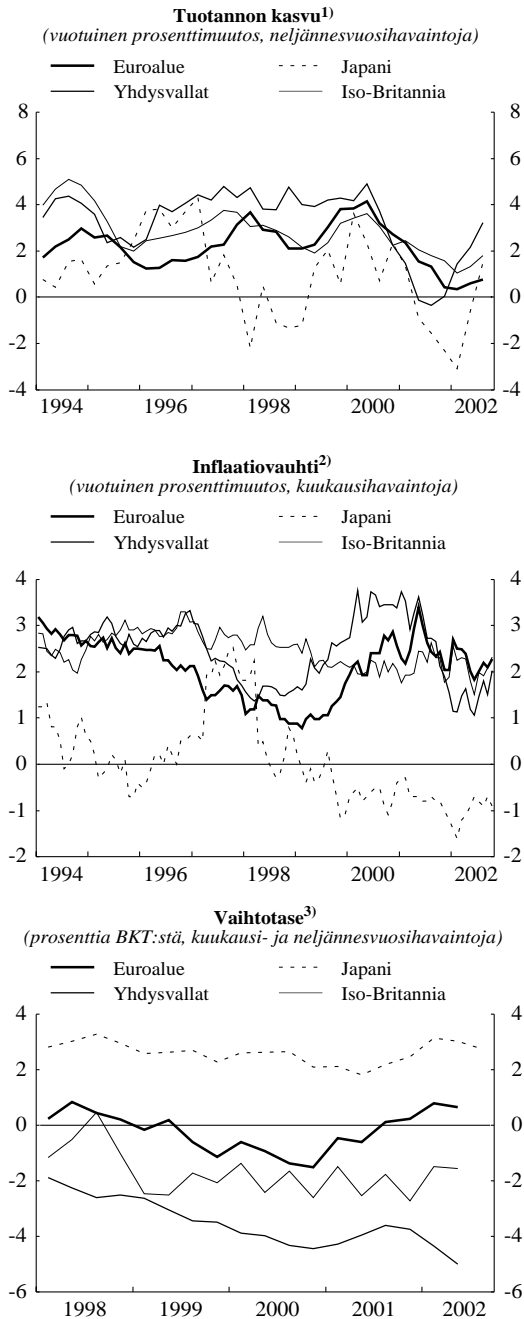 Tuotannon kasvu1)
(vuotuinen prosenttimuutos, neljännesvuosihavaintoja)
Euroalue Japani
Yhdysvallat Iso-Britannia
8 8
6 6
4 4
2 2
0 0
-2 -2
-4 -4
1994 1996 1998 2000 2002
Inflaatiovauhti2)
(vuotuinen prosenttimuutos, kuukausihavaintoja)
Euroalue Japani
Yhdysvallat Iso-Britannia
4 4
3 3
2 2
1 1
0 0
-1 -1
-2 -2
1994 1996 1998 2000 2002
Vaihtotase3)
(prosenttia BKT:stä, kuukausi- ja neljännesvuosihavaintoja)
Euroalue Japani
Yhdysvallat Iso-Britannia
4 4
2 2
0 0
-2 -2
-4 -4
-6 -6
1998 1999 2000 2001 2002